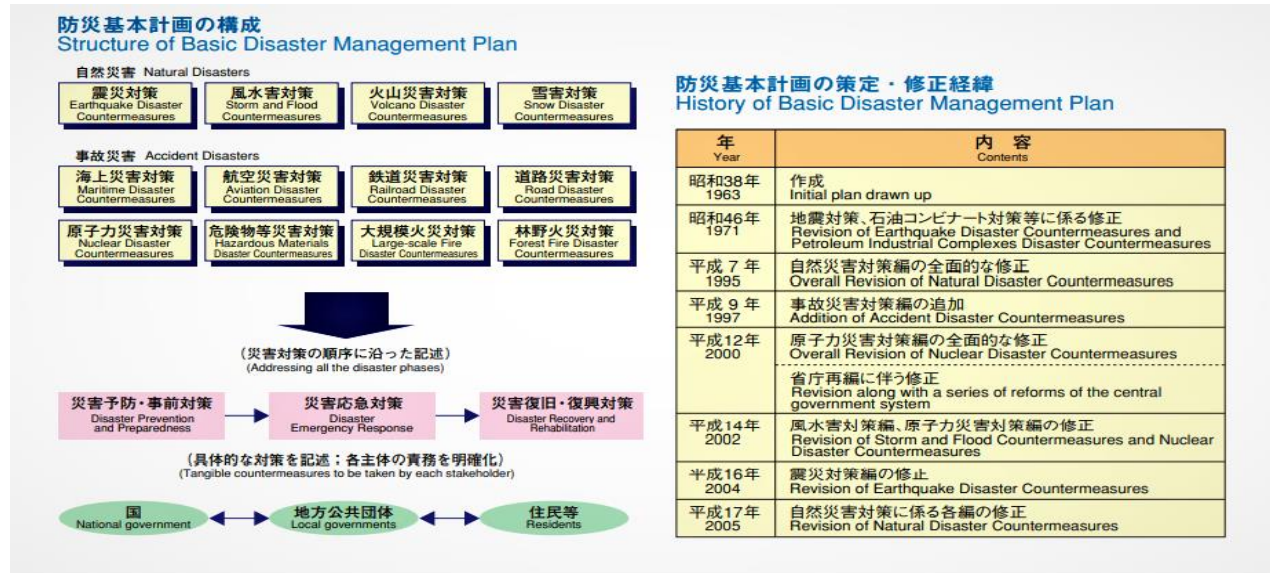 防災基本計画の構成
Structure of Basic Disaster Management Plan
自然災害 Natural Disasters
震災対策
Earthquake Disaster
Countermeasures
風水害対策
Storm and Flood
Countermeasures
火山災害対策
Volcano Disaster
Countermeasures
雪害対策
Snow Disaster
Countermeasures
事故災害 Accident Disasters
海上災害対策
Maritime Disaster
Countermeasures
航空災害対策
Aviation Disaster
Countermeasures
鉄道災害対策
Railroad Disaster
Countermeasures
道路災害対策
Road Disaster
Countermeasures
原子力災害対策
Nuclear Disaster
Countermeasures
危険物等災害対策
Hazardous Materials
Disaster Countermeasures
大規模火災対策
Large-scale Fire
Disaster Countermeasures
林野火災対策
Forest Fire Disaster
Countermeasures
(災害対策の順序に沿った記述)
(Addressing all the disaster phases)
災害予防・事前対策
Disaster Prevention
and Preparedness
災害応急対策
Disaster
Emergency Response
災害復旧・復興対策
Disaster Recovery and
Rehabilitation
(具体的な対策を記述;各主体の責務を明確化)
(Tangible countermeasures to be taken by each stakeholder)
国
National government
地方公共団体
Local governments
住民等
Residents
防災基本計画の策定・修正経緯
History of Basic Disaster Management Plan
年
Year
内 容
Contents
昭和38年
1963
作成
Initial plan drawn up
昭和46年
1971
地震対策、石油コンビナート対策等に係る修正
Revision of Earthquake Disaster Countermeasures and
Petroleum Industrial Complexes Disaster Countermeasures
平成 7 年
1995
自然災害対策編の全面的な修正
Overall Revision of Natural Disaster Countermeasures
平成 9 年
1997
事故災害対策編の追加
Addition of Accident Disaster Countermeasures
平成12年
2000
原子力災害対策編の全面的な修正
Overall Revision of Nuclear Disaster Countermeasures
省庁再編に伴う修正
Revision along with a series of reforms of the central
government system
平成14年
2002
風水害対策編、原子力災害対策編の修正
Revision of Storm and Flood Countermeasures and Nuclear
Disaster Countermeasures
平成16年
2004
震災対策編の修正
Revision of Earthquake Disaster Countermeasures
平成17年
2005
自然災害対策に係る各編の修正
Revision of Natural Disaster Countermeasures